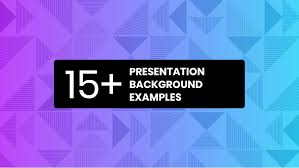 15+
PRESENTATION
BACKGROUND
EXAMPLES